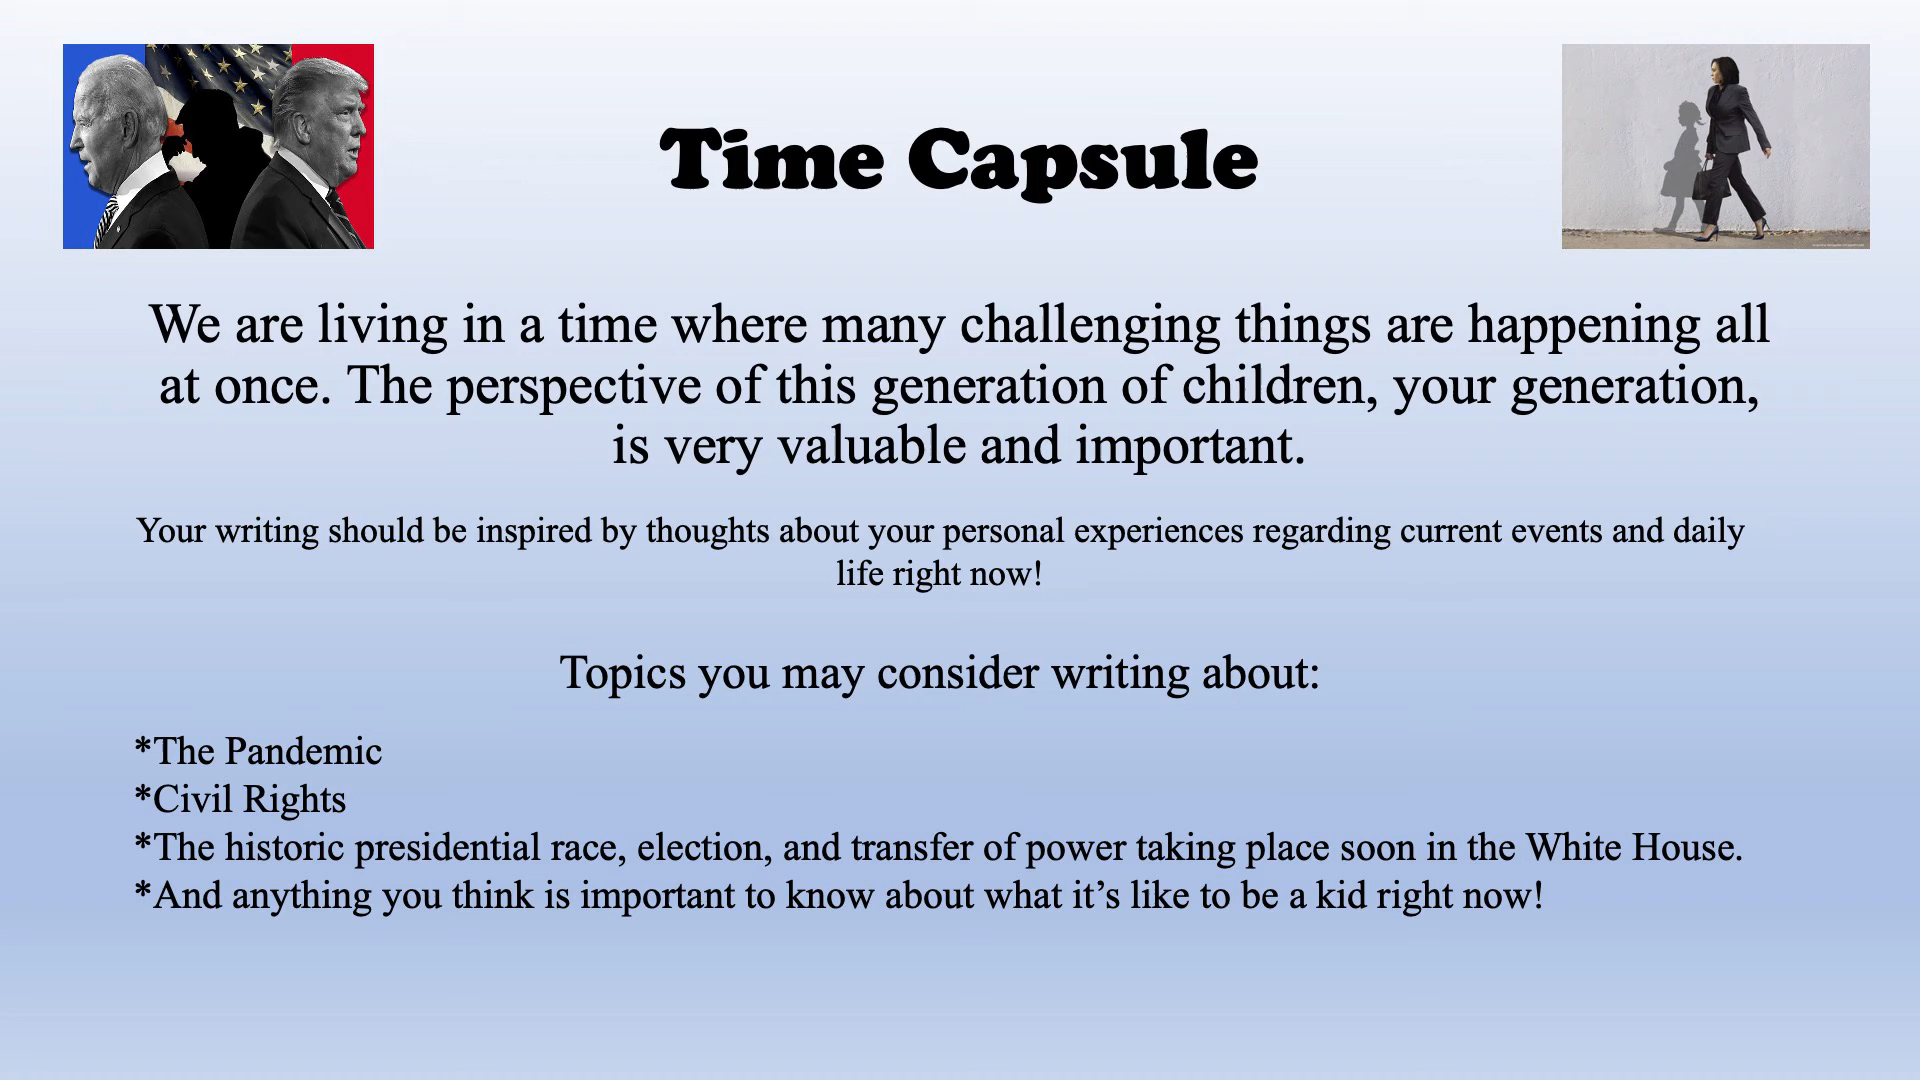 Time Capsule
We are living in a time where many challenging things are happening all
at once. The perspective of this generation of children, your generation,
is very valuable and important.
Your writing should be inspired by thoughts about your personal experiences regarding current events and daily
life right now!
Topics you may consider writing about:
*The Pandemic
*Civil Rights
*The historic presidential race, election, and transfer of power taking place soon in the White House.
*And anything you think is important to know about what it’s like to be a kid right now!